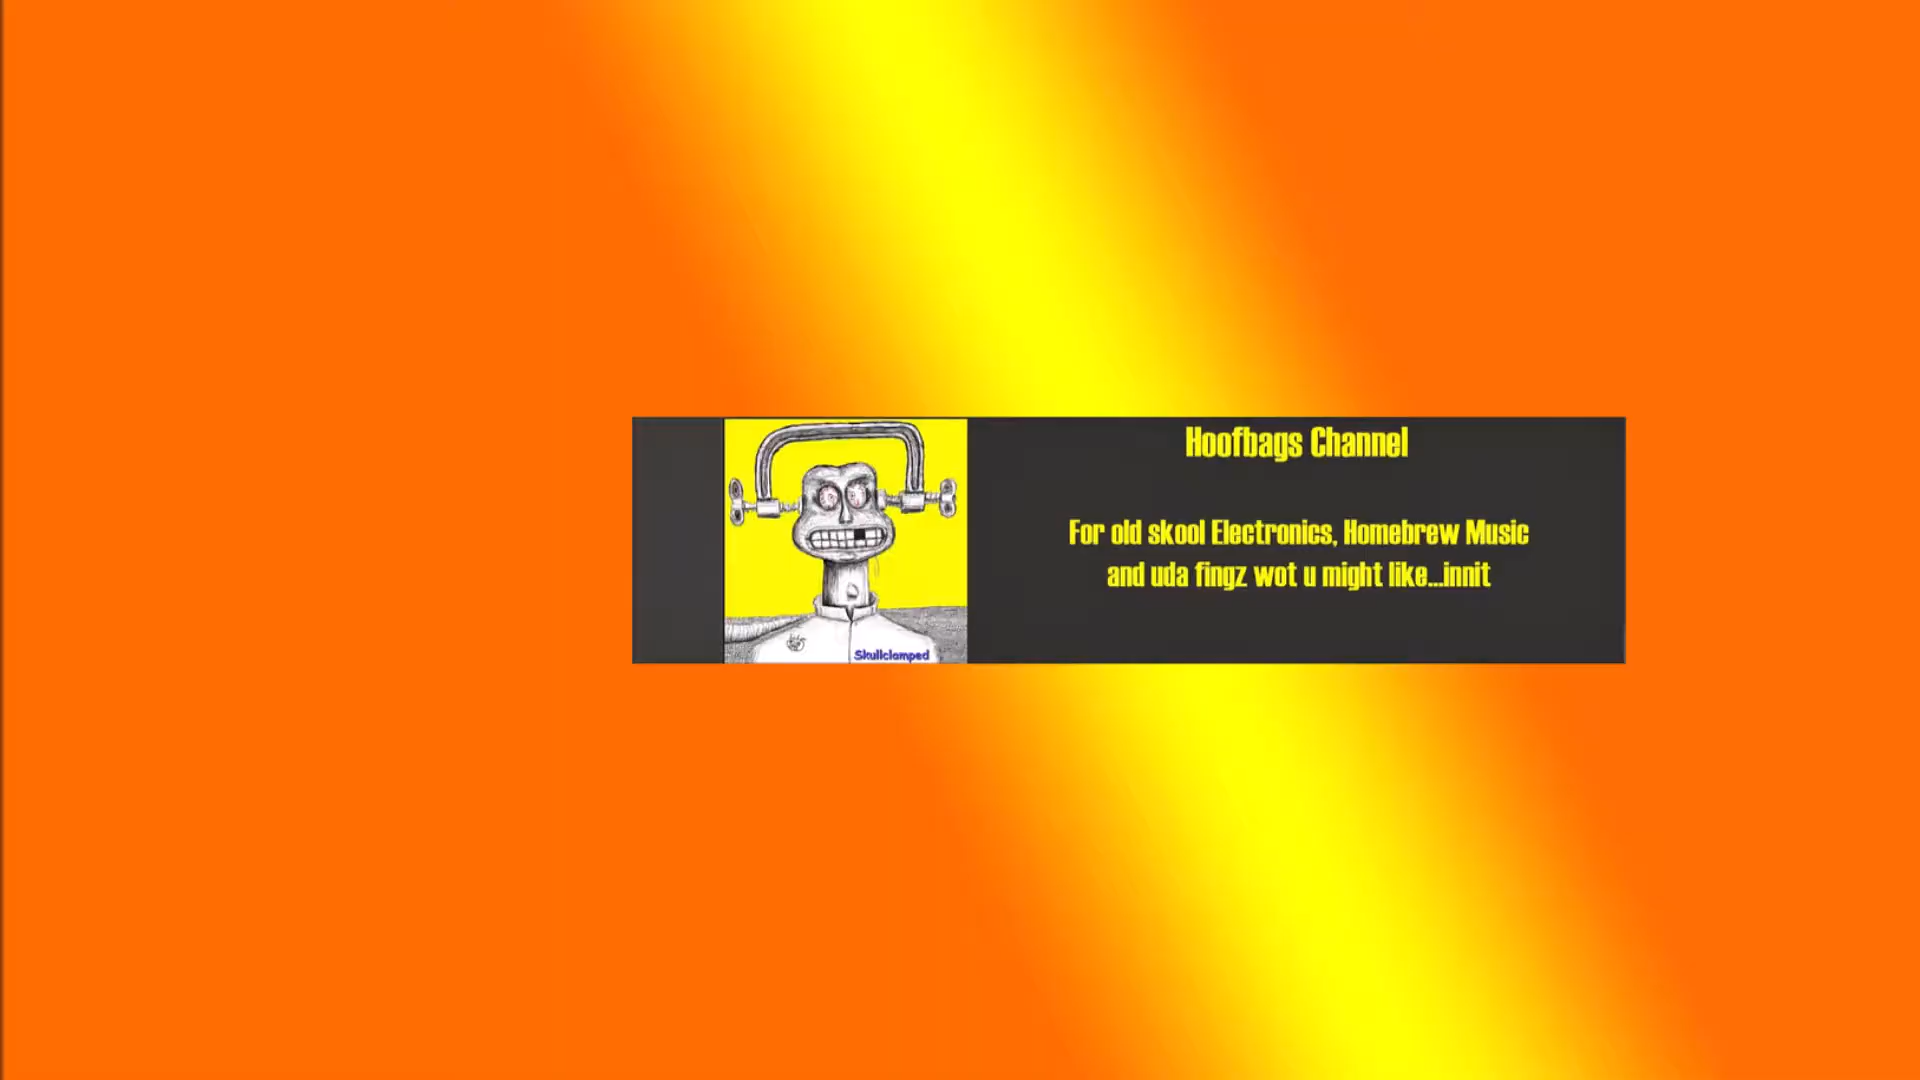 Hoofbags Channel
For old skool Electronics, Homebrew Music
and uda fingz wot u might like...innit
Skullclamped